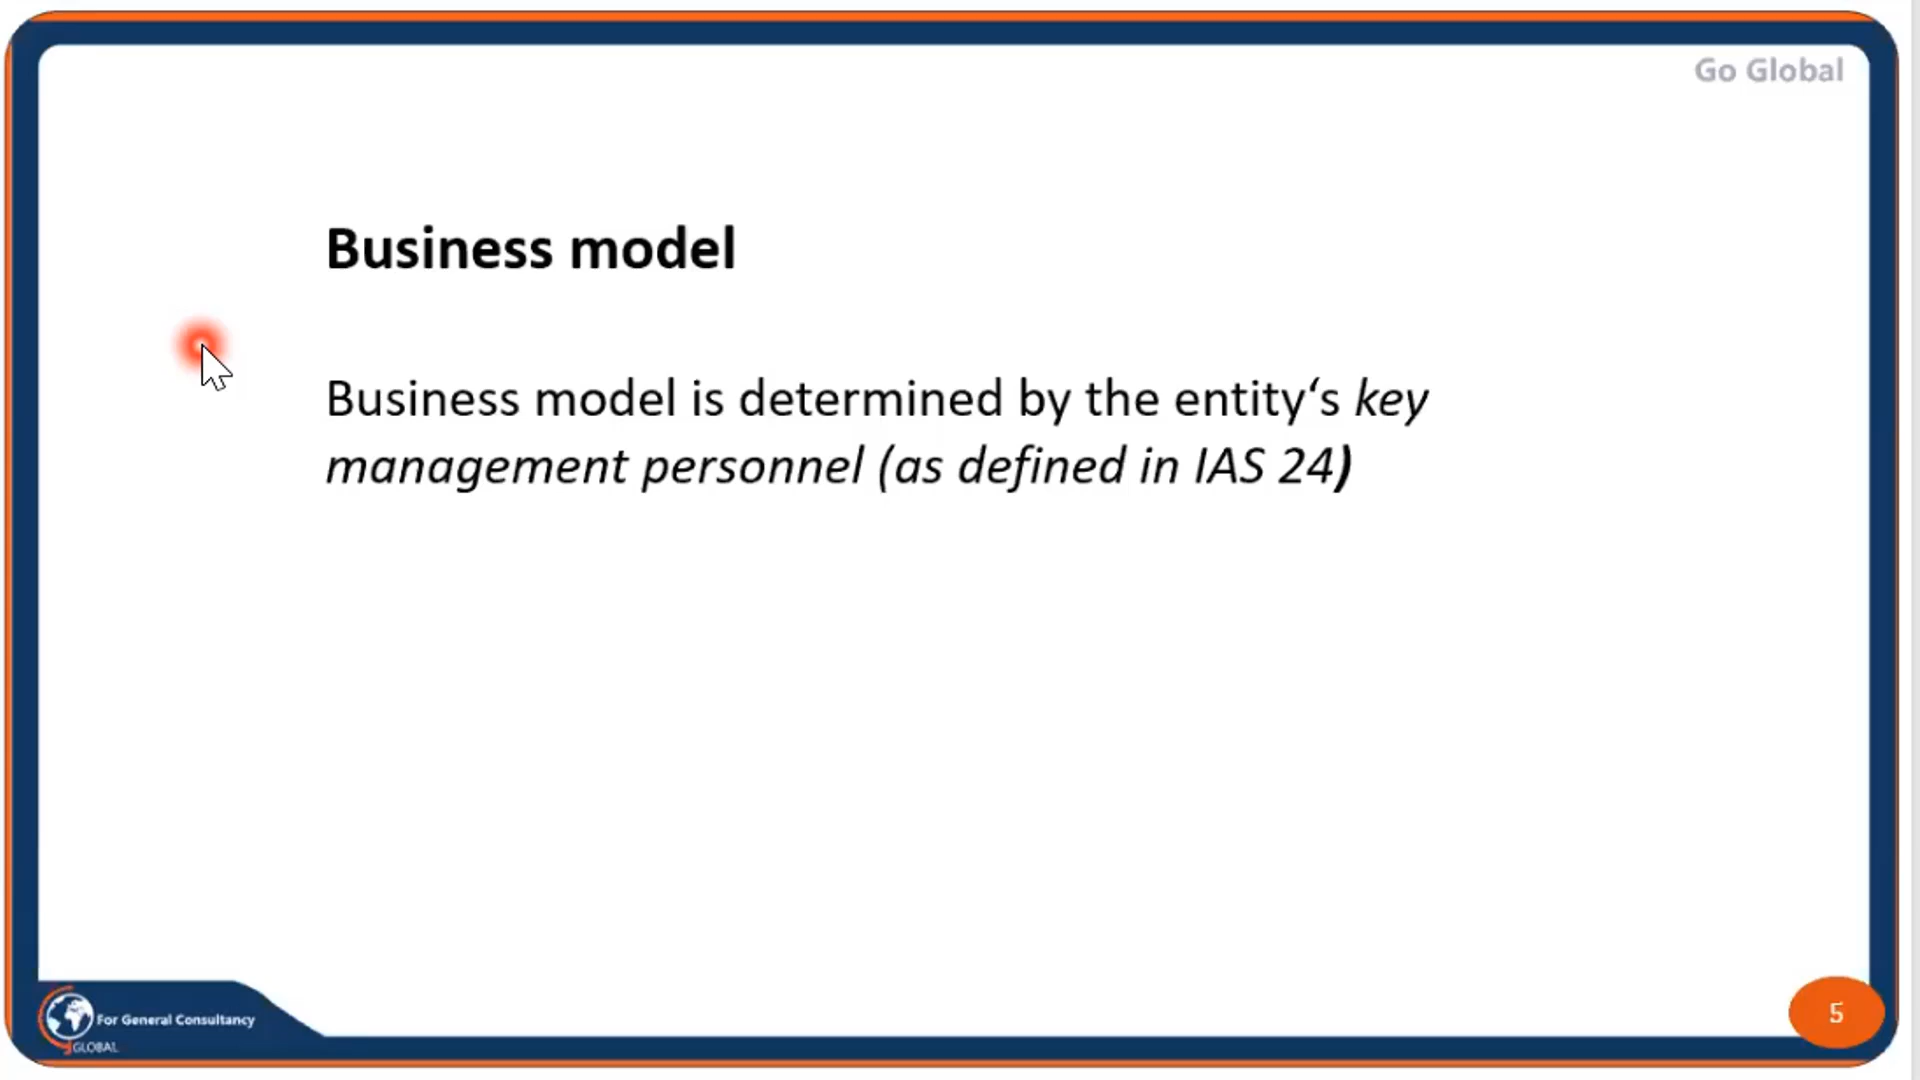 Go Global
Business model
Business model is determined by the entity‘s key
management personnel (as defined in IAS 24)
For General Consultancy
GLOBAL
5